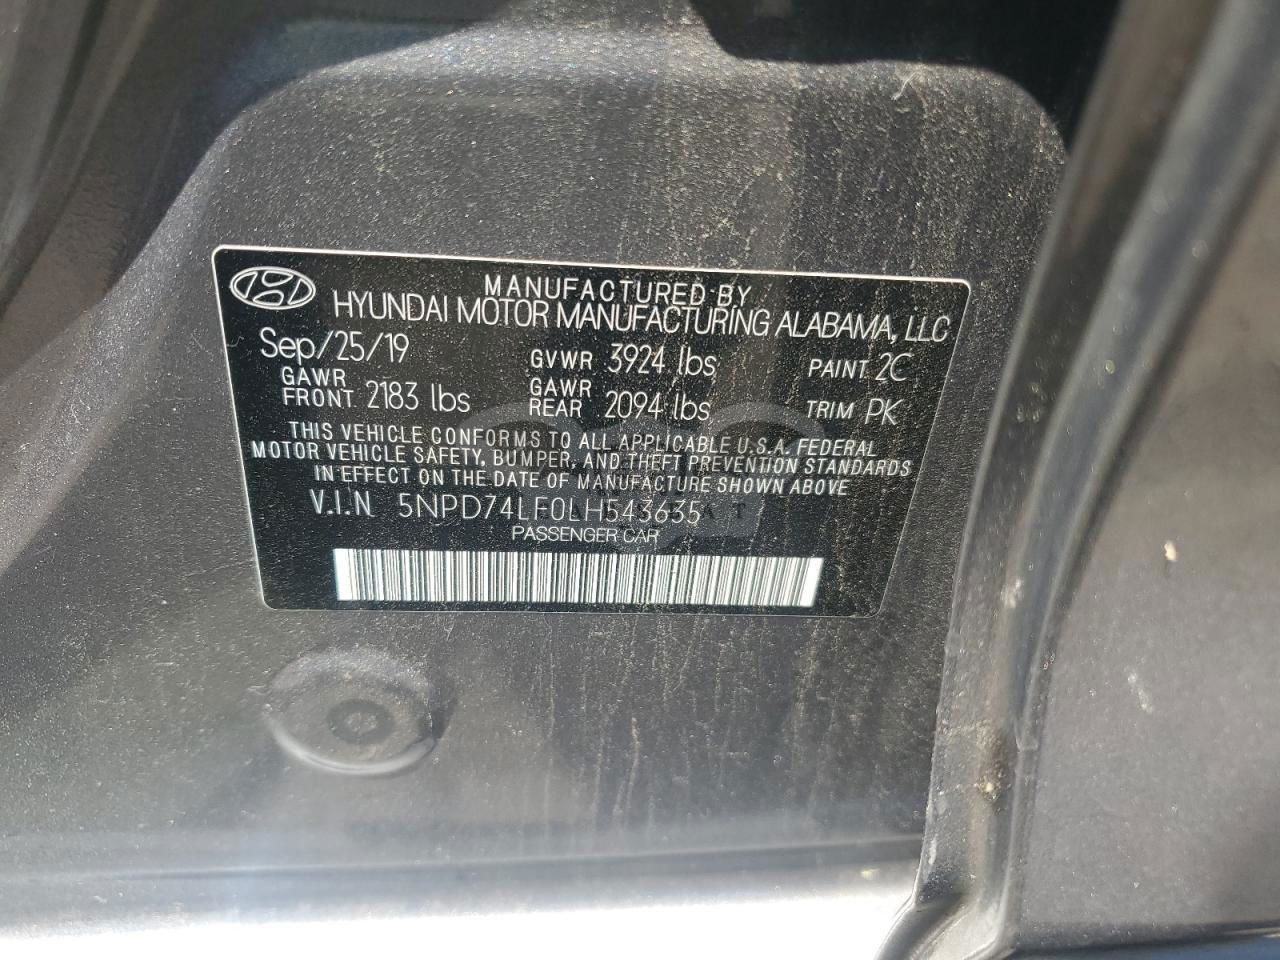 MANUFACTURED BY
HYUNDAI MOTOR MANUFACTURING ALABAMA, LLC
Sep/25/19 GVWR 3924 lbs PAINT 2C
GAWR FRONT 2183 lbs GAWR REAR 2094 lbs TRIM PK
THIS VEHICLE CONFORMS TO ALL APPLICABLE U.S.A. FEDERAL
MOTOR VEHICLE SAFETY, BUMPER, AND THEFT PREVENTION STANDARDS
IN EFFECT ON THE DATE OF MANUFACTURE SHOWN ABOVE
V.I.N. 5NPD74LF0LH543635
PASSENGER CAR